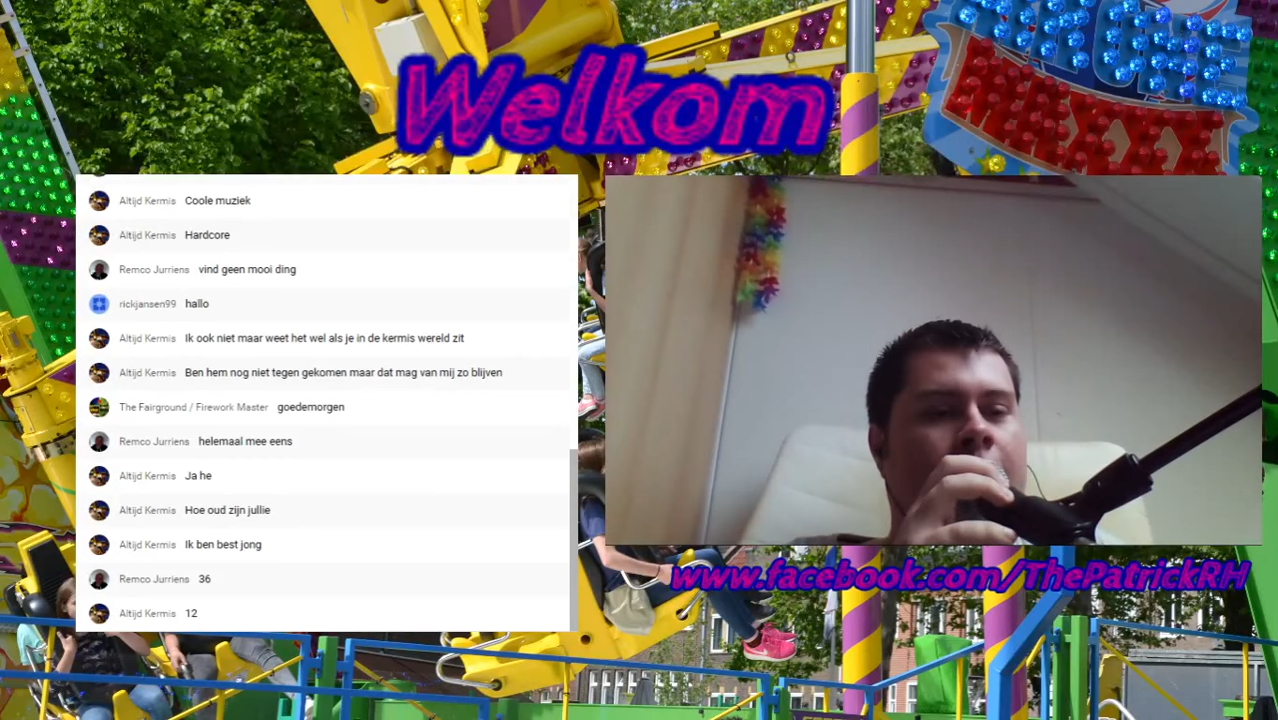 Welkom
Altijd Kermis Coole muziek
Altijd Kermis Hardcore
Remco Jurriens vind geen mooi ding
rickjansen99 hallo
Altijd Kermis Ik ook niet maar weet het wel als je in de kermis wereld zit
Altijd Kermis Ben hem nog niet tegen gekomen maar dat mag van mij zo blijven
The Fairground / Firework Master goedemorgen
Remco Jurriens helemaal mee eens
Altijd Kermis Ja he
Altijd Kermis Hoe oud zijn jullie
Altijd Kermis Ik ben best jong
Remco Jurriens 36
Altijd Kermis 12
www.facebook.com/ThePatrickRH